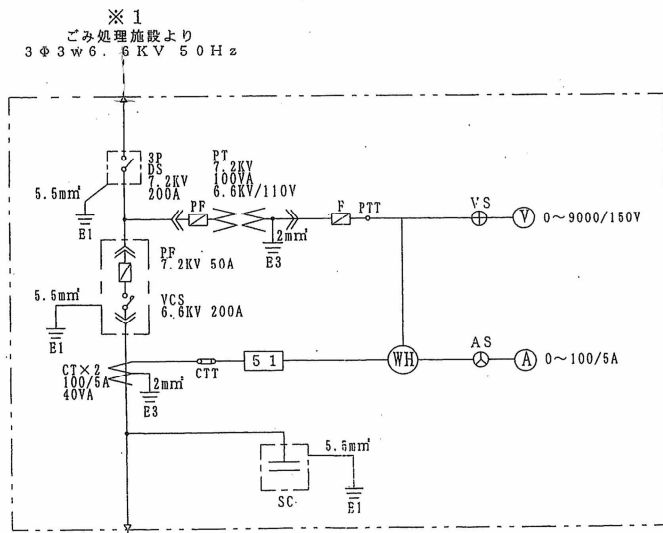 ※1
ごみ処理施設より
3Φ3w6.6KV 50Hz
3P
DS
7.2KV
200A
5.5mm²
E1
PT
7.2KV
100VA
6.6KV/110V
PF
2mm²
E3
F
PTT
VS
V
0～9000/150V
PF
7.2KV 50A
VCS
6.6KV 200A
5.5mm²
E1
CT×2
100/5A
40VA
2mm²
E3
CTT
51
WH
AS
A
0～100/5A
SC
5.5mm²
E1